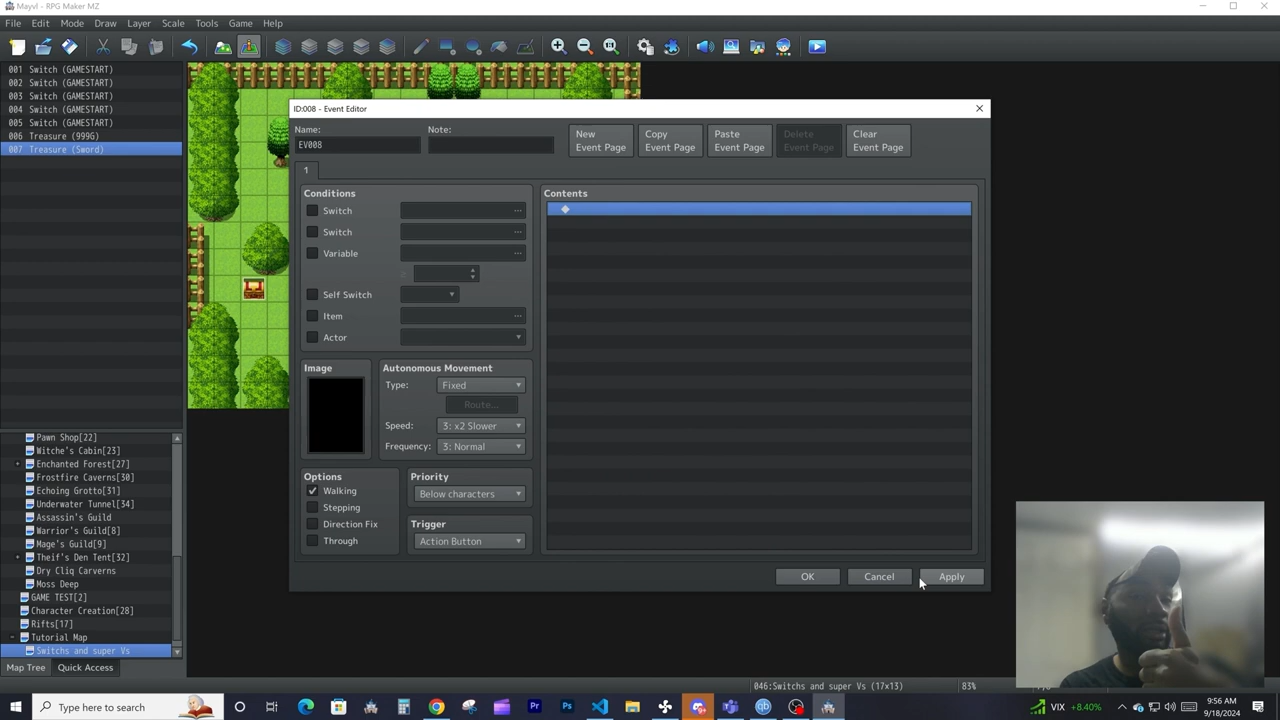 Mayvl - RPG Maker MZ
File Edit Mode Draw Layer Scale Tools Game Help
001 Switch (GAMESTART)
002 Switch (GAMESTART)
003 Switch (GAMESTART)
004 Switch (GAMESTART)
005 Switch (GAMESTART)
006 Treasure (999G)
007 Treasure (Sword)
Pawn Shop[22]
Witche's Cabin[23]
Enchanted Forest[27]
Frostfire Caverns[30]
Echoing Grotto[31]
Underwater Tunnel[34]
Assassin's Guild
Warrior's Guild[8]
Mage's Guild[9]
Theif's Den Tent[32]
Dry Cliq Carverns
Moss Deep
GAME TEST[2]
Character Creation[28]
Rifts[17]
Tutorial Map
Switchs and super Vs
Map Tree Quick Access
ID:008 - Event Editor
Name: Note:
EV008
New Event Page
Copy Event Page
Paste Event Page
Delete Event Page
Clear Event Page
1
Conditions
Switch
Switch
Variable
≥
Self Switch
Item
Actor
Image
Autonomous Movement
Type: Fixed
Route...
Speed: 3: x2 Slower
Frequency: 3: Normal
Options
Walking
Stepping
Direction Fix
Through
Priority
Below characters
Trigger
Action Button
Contents
OK Cancel Apply
046:Switchs and super Vs (17x13) 83%
Type here to search
VIX +8.40%
9:56 AM
9/18/2024